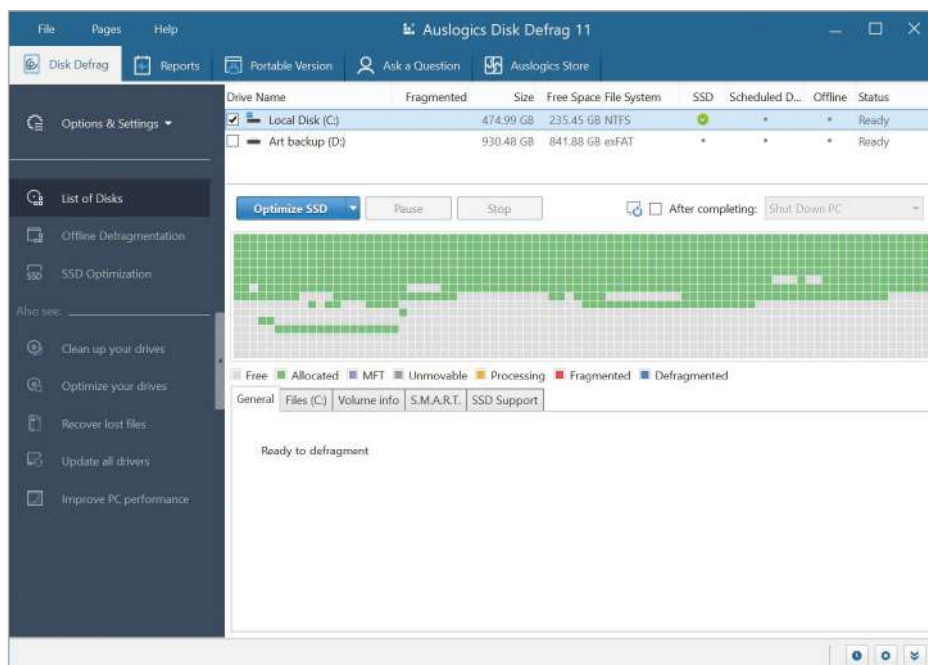 File Pages Help Auslogics Disk Defrag 11
Disk Defrag Reports Portable Version Ask a Question Auslogics Store
Options & Settings
List of Disks
Offline Defragmentation
SSD Optimization
Also see:
Clean up your drives
Optimize your drives
Recover lost files
Update all drivers
Improve PC performance
Drive Name Fragmented Size Free Space File System SSD Scheduled D... Offline Status
Local Disk (C:) 474.99 GB 235.45 GB NTFS Ready
Art backup (D:) 930.48 GB 841.88 GB exFAT Ready
Optimize SSD Pause Stop After completing: Shut Down PC
Free Allocated MFT Unmovable Processing Fragmented Defragmented
General Files (C:) Volume info S.M.A.R.T. SSD Support
Ready to defragment